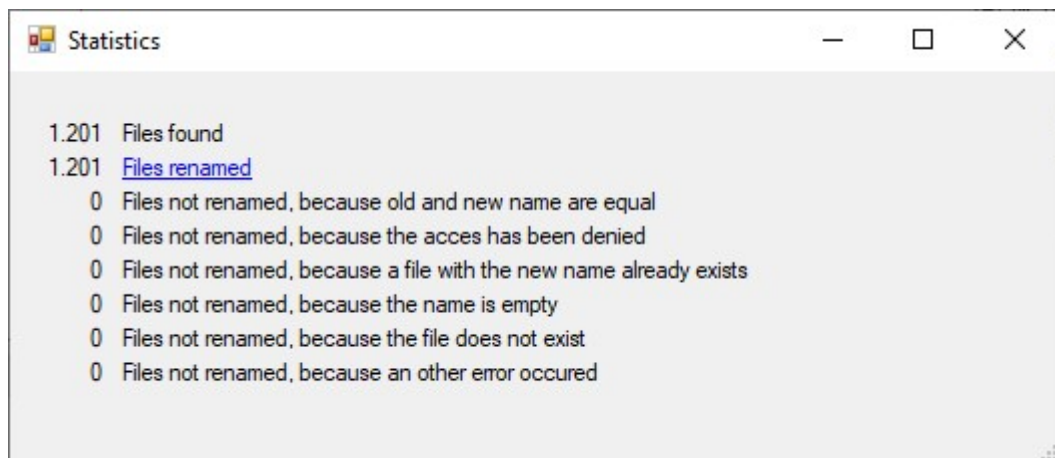 Statistics
1.201 Files found
1.201 Files renamed
0 Files not renamed, because old and new name are equal
0 Files not renamed, because the acces has been denied
0 Files not renamed, because a file with the new name already exists
0 Files not renamed, because the name is empty
0 Files not renamed, because the file does not exist
0 Files not renamed, because an other error occured